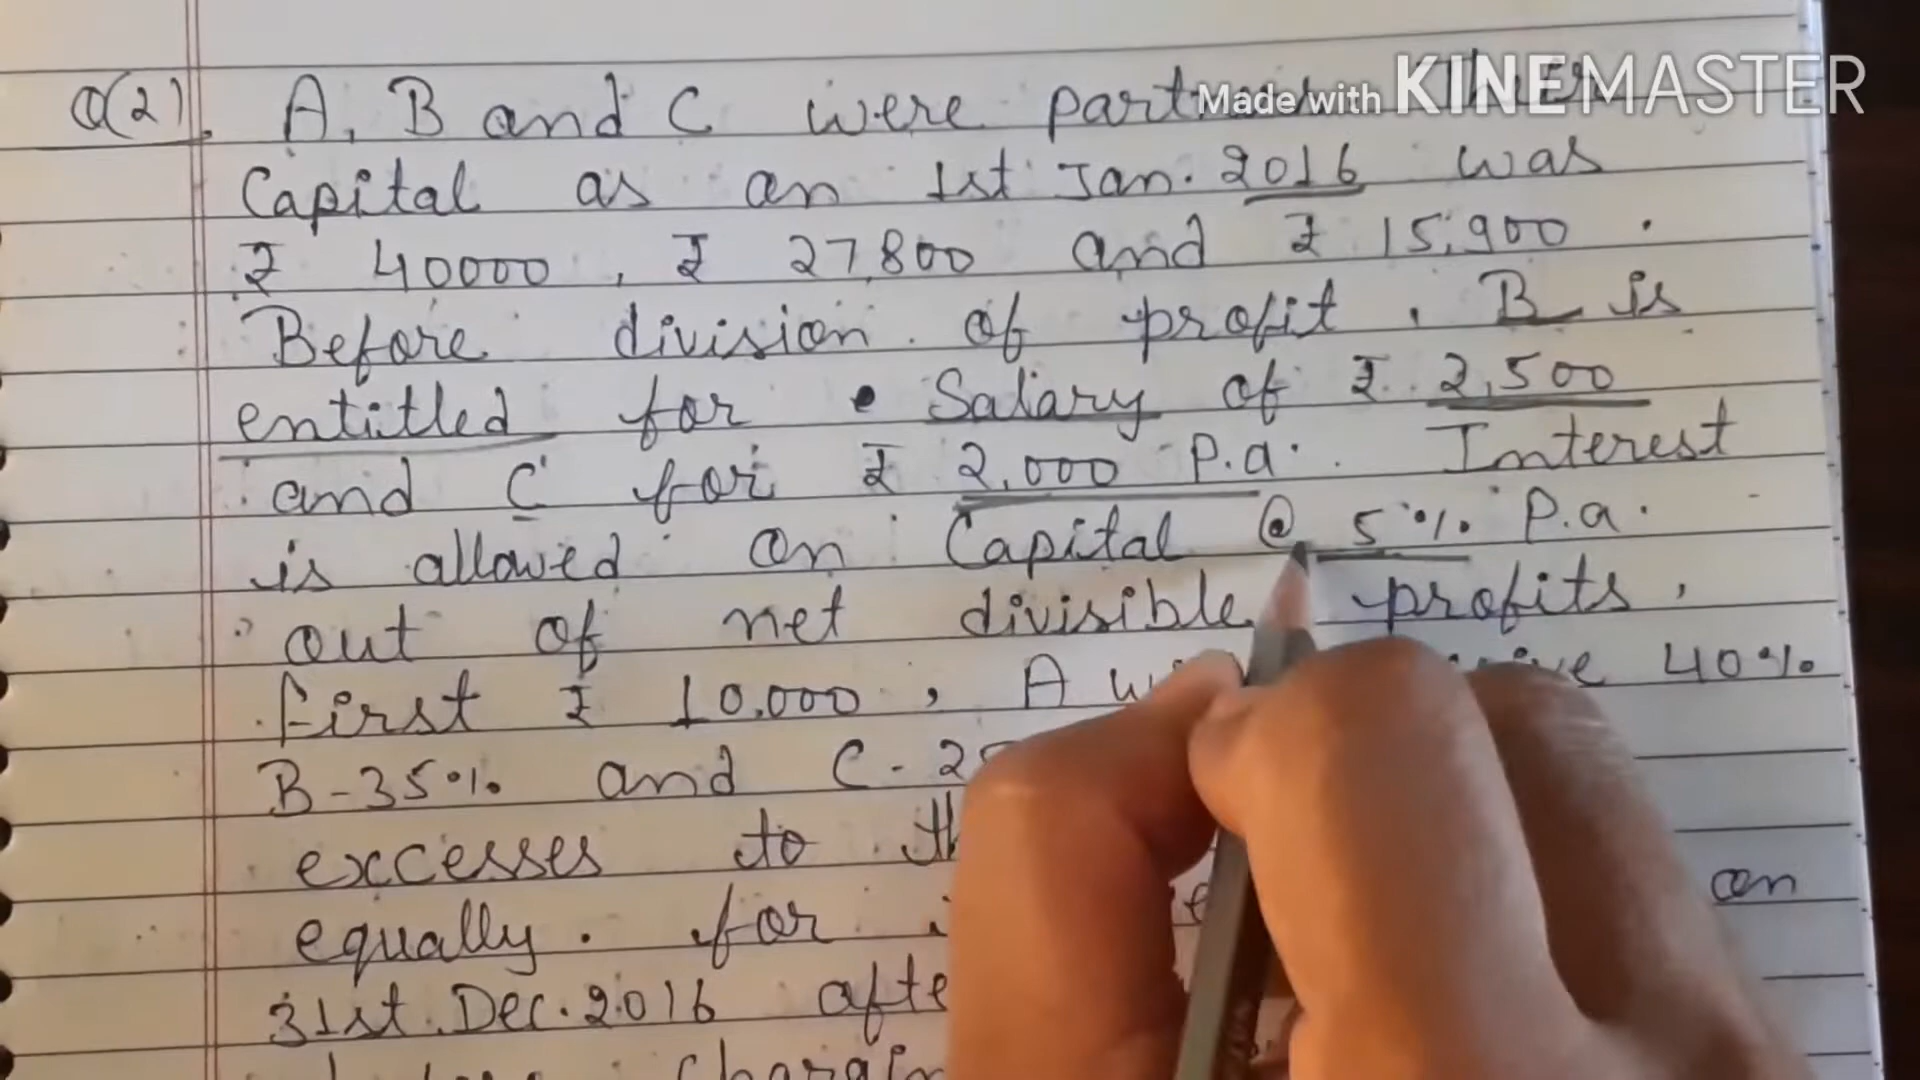 Q(2). A, B and C were
Made with KINEMASTER
Capital as an 1st Jan. 2016 was
₹ 40000, ₹ 27,800 and ₹ 15,900.
Before division of profit, B is
entitled for Salary of ₹ 2,500
and C for ₹ 2,000 P.a. Interest
is allowed on Capital @ 5% P.a.
out of net divisible profits,
first ₹ 10,000, A 40%
B-35% and C-
excesses to
equally. for on
31st Dec. 2016